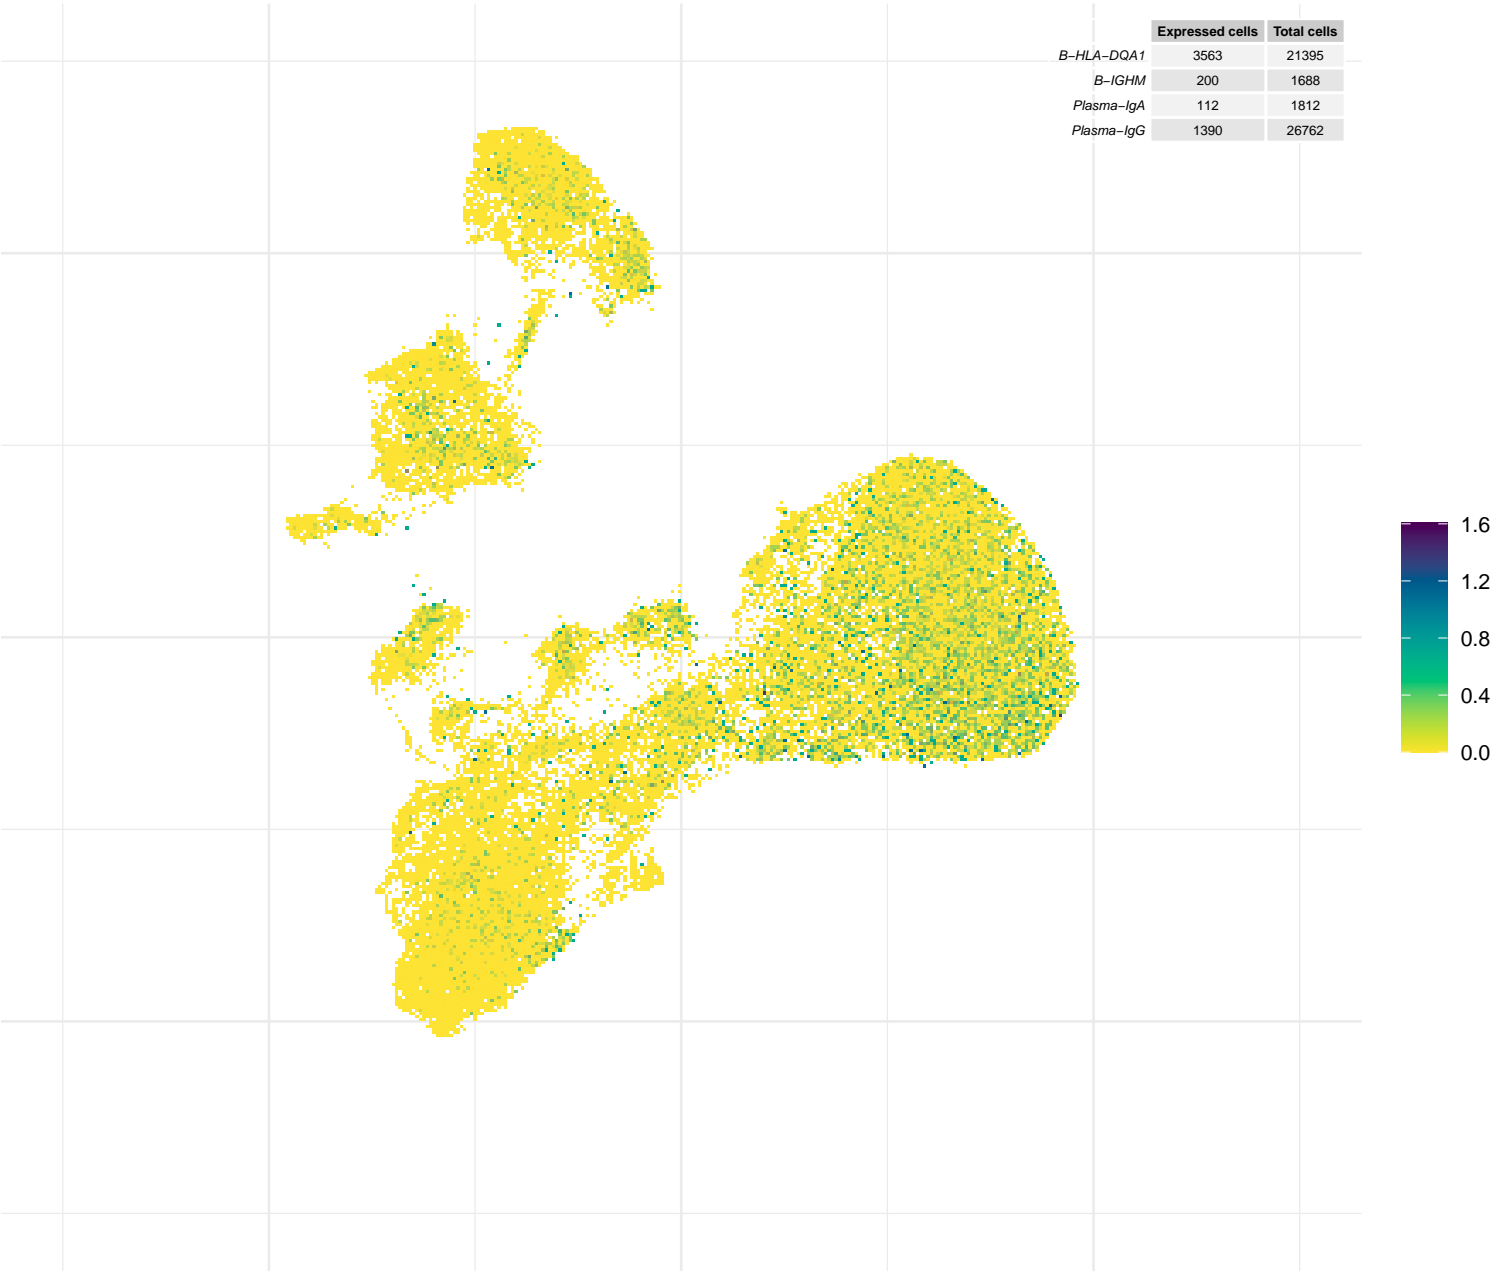 Expressed cells Total cells
B−HLA−DQA1 3563 21395
B−IGHM 200 1688
Plasma−IgA 112 1812
Plasma−IgG 1390 26762
1.6
1.2
0.8
0.4
0.0